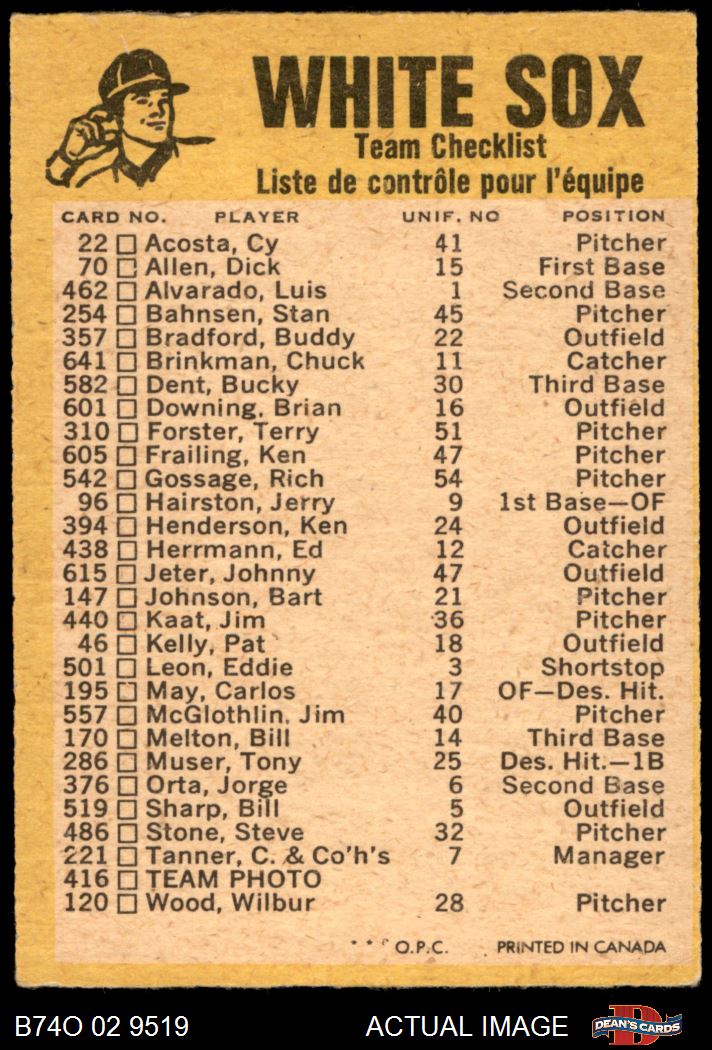 WHITE SOX
Team Checklist
Liste de contrôle pour l'équipe
CARD NO. PLAYER UNIF. NO POSITION
22 Acosta, Cy 41 Pitcher
70 Allen, Dick 15 First Base
462 Alvarado, Luis 1 Second Base
254 Bahnsen, Stan 45 Pitcher
357 Bradford, Buddy 22 Outfield
641 Brinkman, Chuck 11 Catcher
582 Dent, Bucky 30 Third Base
601 Downing, Brian 16 Outfield
310 Forster, Terry 51 Pitcher
605 Frailing, Ken 47 Pitcher
542 Gossage, Rich 54 Pitcher
96 Hairston, Jerry 9 1st Base—OF
394 Henderson, Ken 24 Outfield
438 Herrmann, Ed 12 Catcher
615 Jeter, Johnny 47 Outfield
147 Johnson, Bart 21 Pitcher
440 Kaat, Jim 36 Pitcher
46 Kelly, Pat 18 Outfield
501 Leon, Eddie 3 Shortstop
195 May, Carlos 17 OF—Des. Hit.
557 McGlothlin. Jim 40 Pitcher
170 Melton, Bill 14 Third Base
286 Muser, Tony 25 Des. Hit.—1B
376 Orta, Jorge 6 Second Base
519 Sharp, Bill 5 Outfield
486 Stone, Steve 32 Pitcher
221 Tanner, C. & Co'h's 7 Manager
416 TEAM PHOTO
120 Wood, Wilbur 28 Pitcher
* * * O.P.C. PRINTED IN CANADA
B74O 02 9519 ACTUAL IMAGE D DEAN'S CARDS